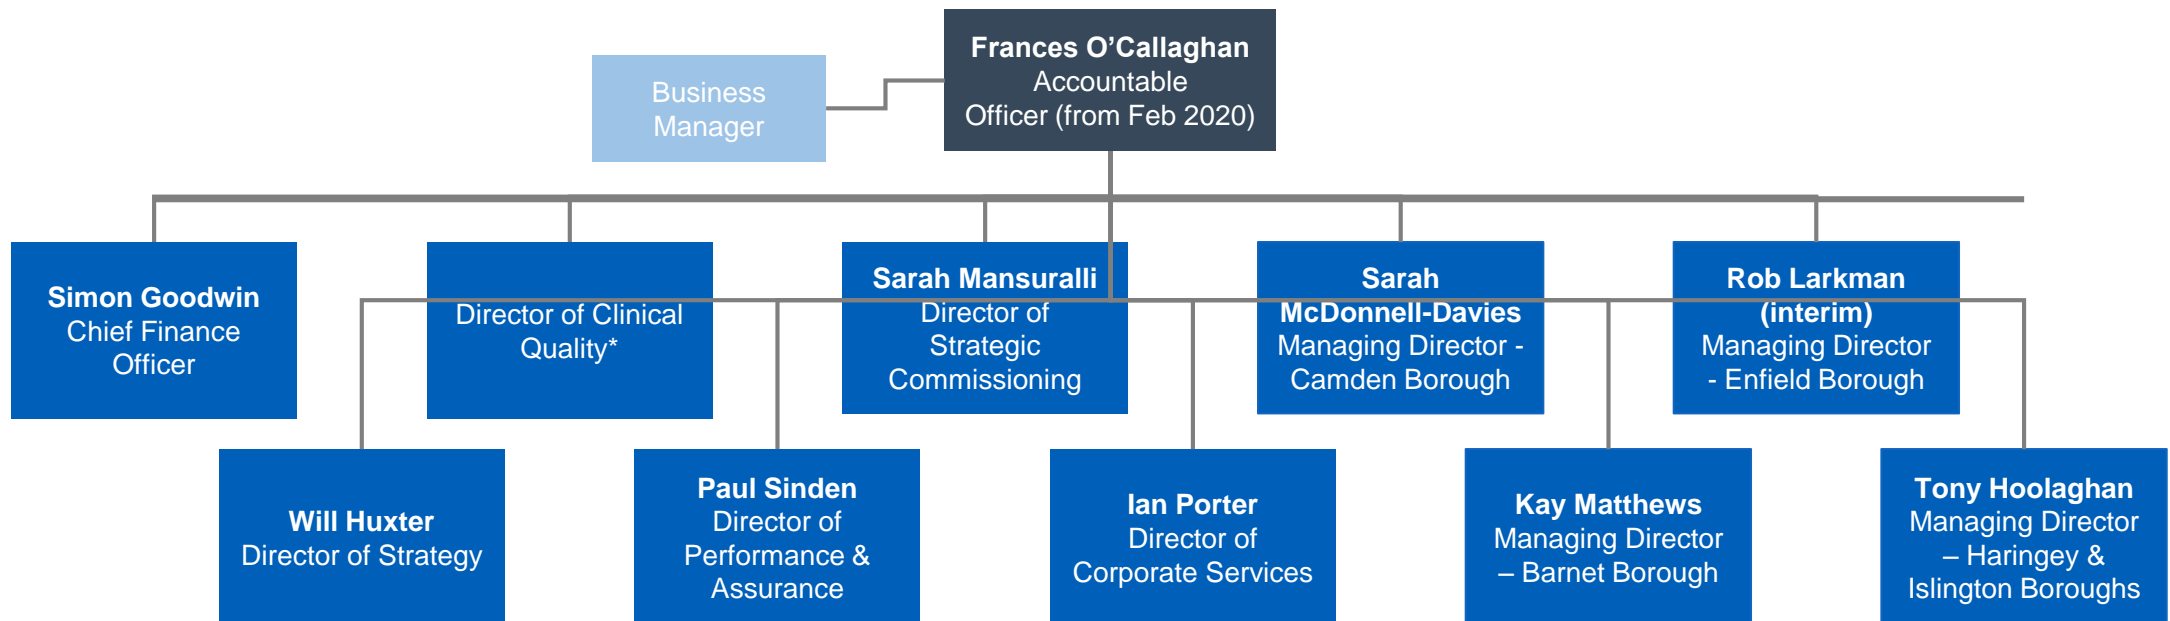 Frances O’Callaghan
Accountable
Officer (from Feb 2020)
Business
Manager
Simon Goodwin
Chief Finance
Officer
Director of Clinical
Quality*
Sarah Mansuralli
Director of
Strategic
Commissioning
Sarah
McDonnell-Davies
Managing Director -
Camden Borough
Rob Larkman
(interim)
Managing Director
- Enfield Borough
Will Huxter
Director of Strategy
Paul Sinden
Director of
Performance &
Assurance
Ian Porter
Director of
Corporate Services
Kay Matthews
Managing Director
– Barnet Borough
Tony Hoolaghan
Managing Director
– Haringey &
Islington Boroughs